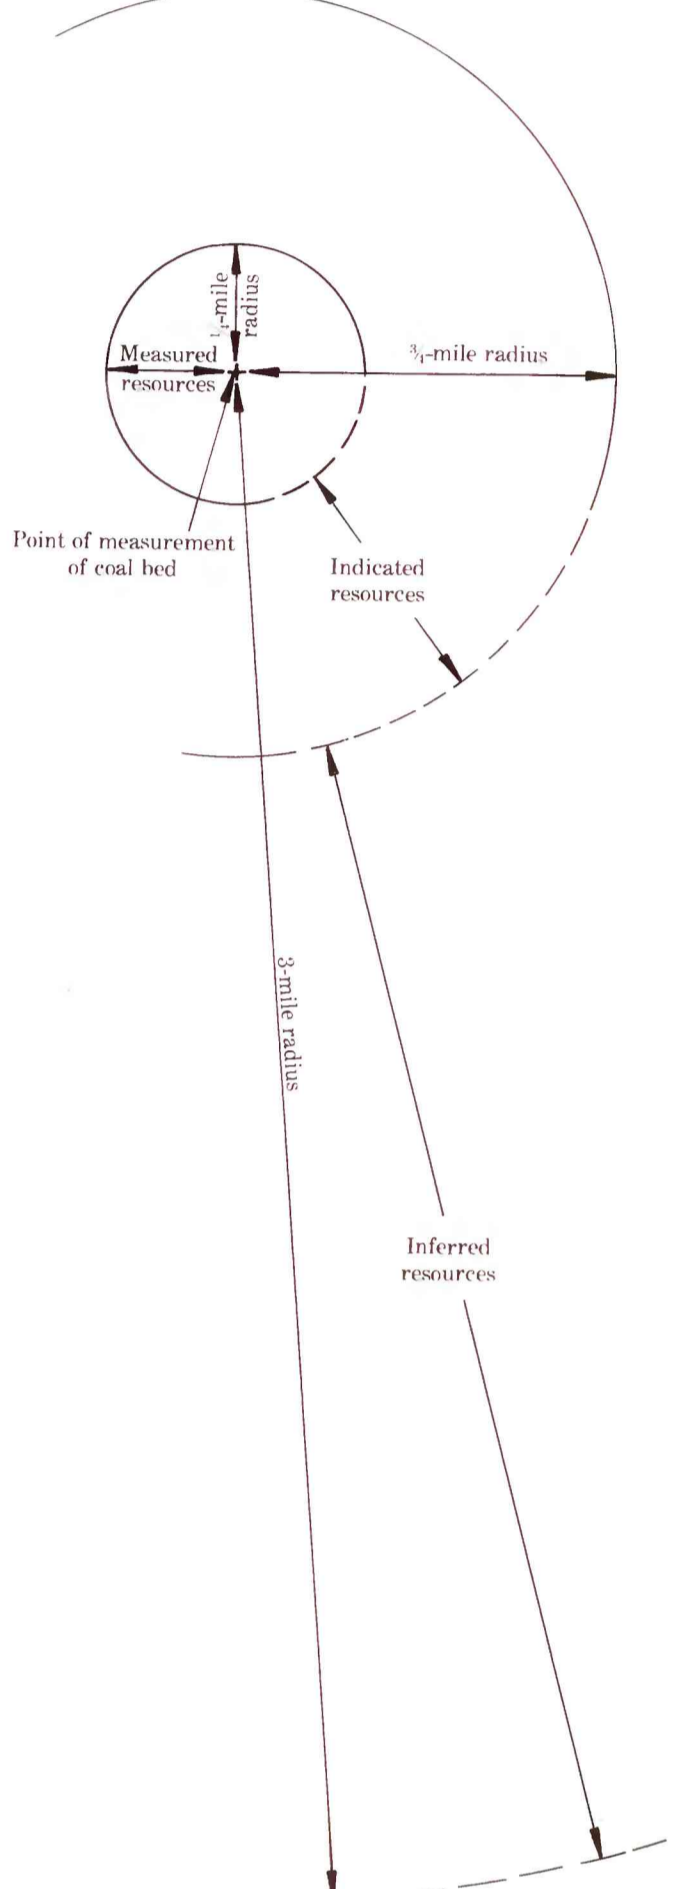 ¼-mile
radius
Measured
resources
¾-mile radius
Point of measurement
of coal bed
Indicated
resources
3-mile radius
Inferred
resources